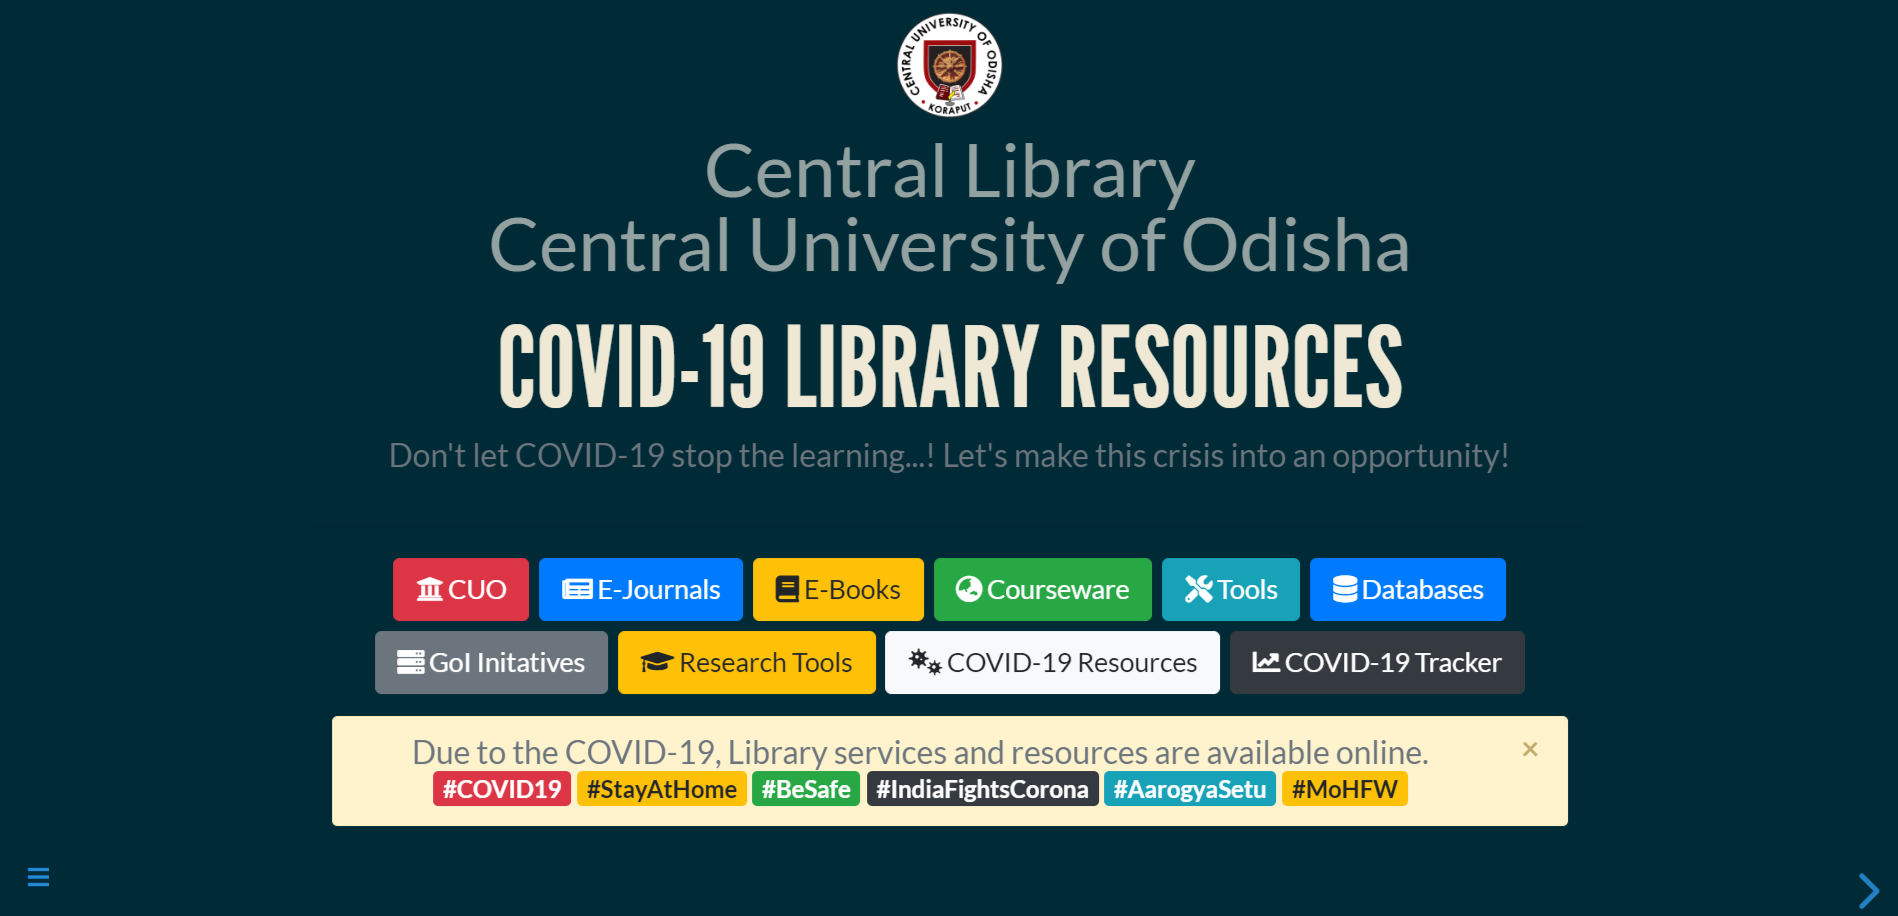 CENTRAL UNIVERSITY OF ODISHA
• KORAPUT •
Central Library
Central University of Odisha
COVID-19 LIBRARY RESOURCES
Don't let COVID-19 stop the learning...! Let's make this crisis into an opportunity!
CUO E-Journals E-Books Courseware Tools Databases
GoI Initatives Research Tools COVID-19 Resources COVID-19 Tracker
Due to the COVID-19, Library services and resources are available online. ×
#COVID19 #StayAtHome #BeSafe #IndiaFightsCorona #AarogyaSetu #MoHFW